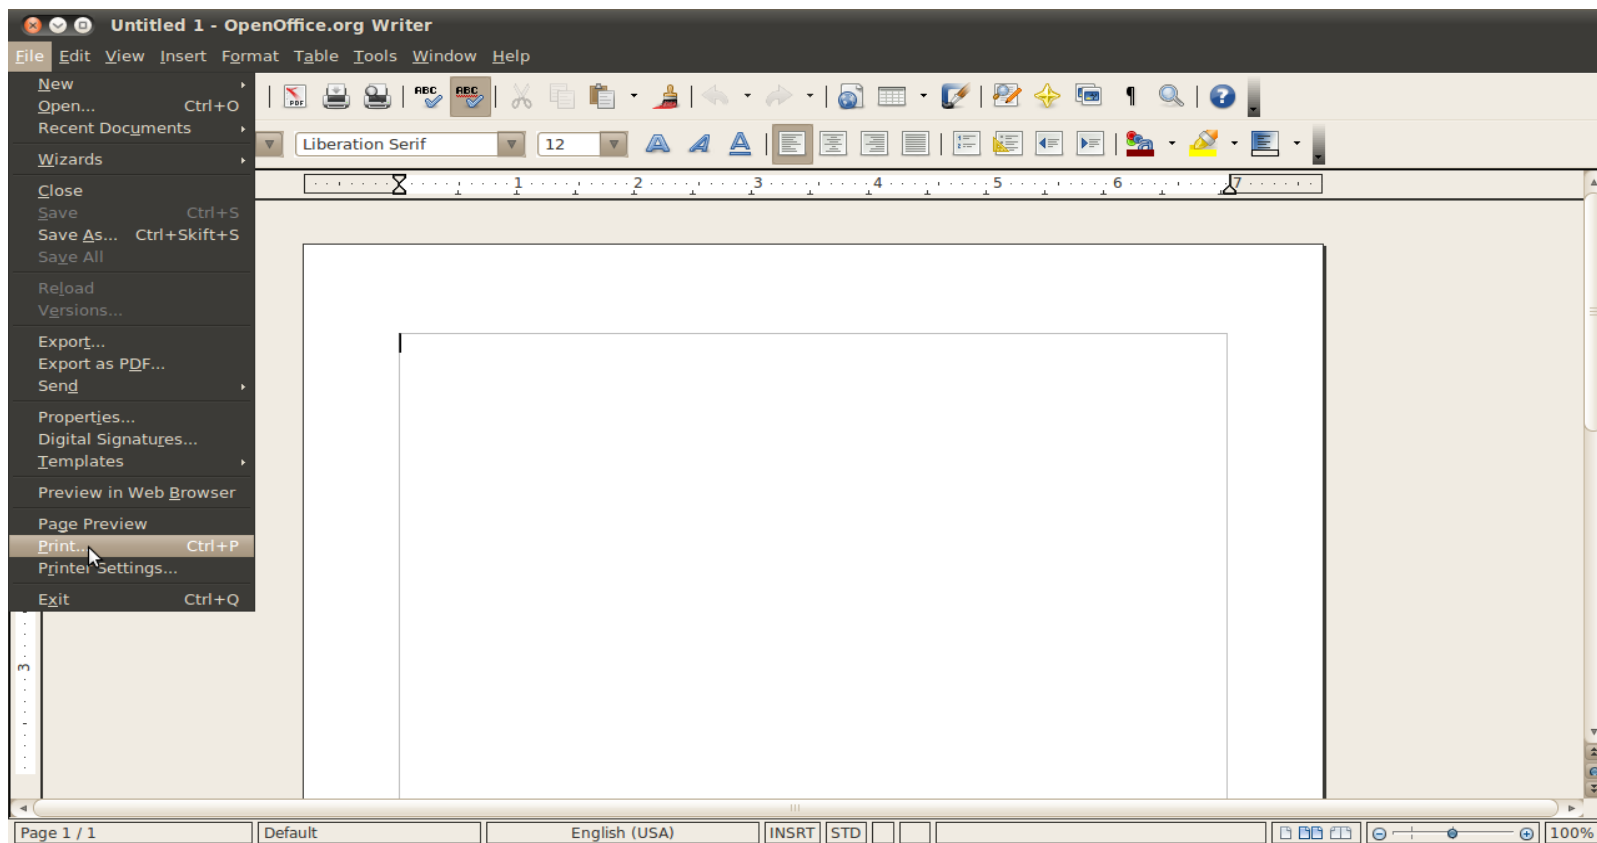 Untitled 1 - OpenOffice.org Writer
File Edit View Insert Format Table Tools Window Help
New
Open... Ctrl+O
Recent Documents
Wizards
Close
Save Ctrl+S
Save As... Ctrl+Skift+S
Save All
Reload
Versions...
Export...
Export as PDF...
Send
Properties...
Digital Signatures...
Templates
Preview in Web Browser
Page Preview
Print... Ctrl+P
Printer Settings...
Exit Ctrl+Q
PDF ABC ABC
Liberation Serif 12
1 2 3 4 5 6 7
3
Page 1 / 1 Default English (USA) INSRT STD 100%